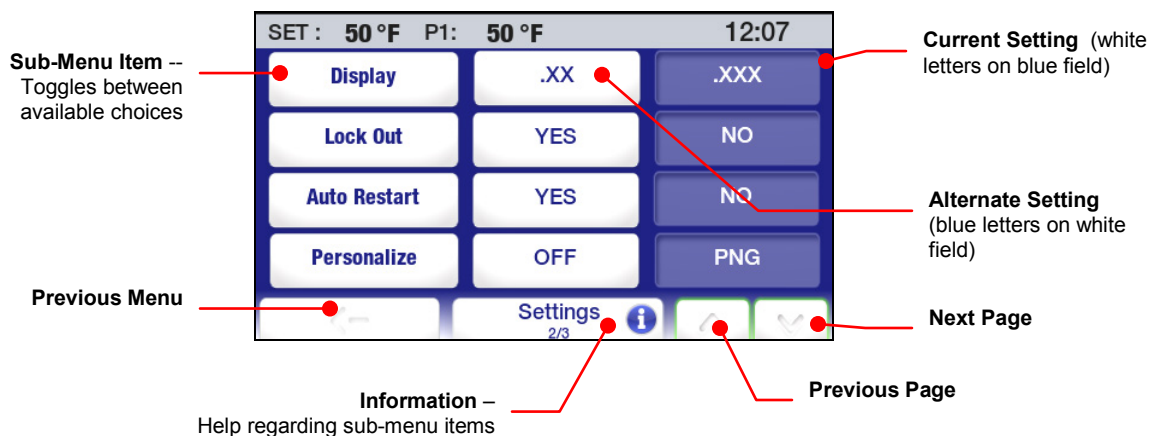 SET : 50 °F P1: 50 °F 12:07
Sub-Menu Item --
Toggles between
available choices
Current Setting (white
letters on blue field)
Display .XX .XXX
Lock Out YES NO
Auto Restart YES NO
Alternate Setting
(blue letters on white
field)
Personalize OFF PNG
Previous Menu
Settings
2/3
Next Page
Previous Page
Information –
Help regarding sub-menu items